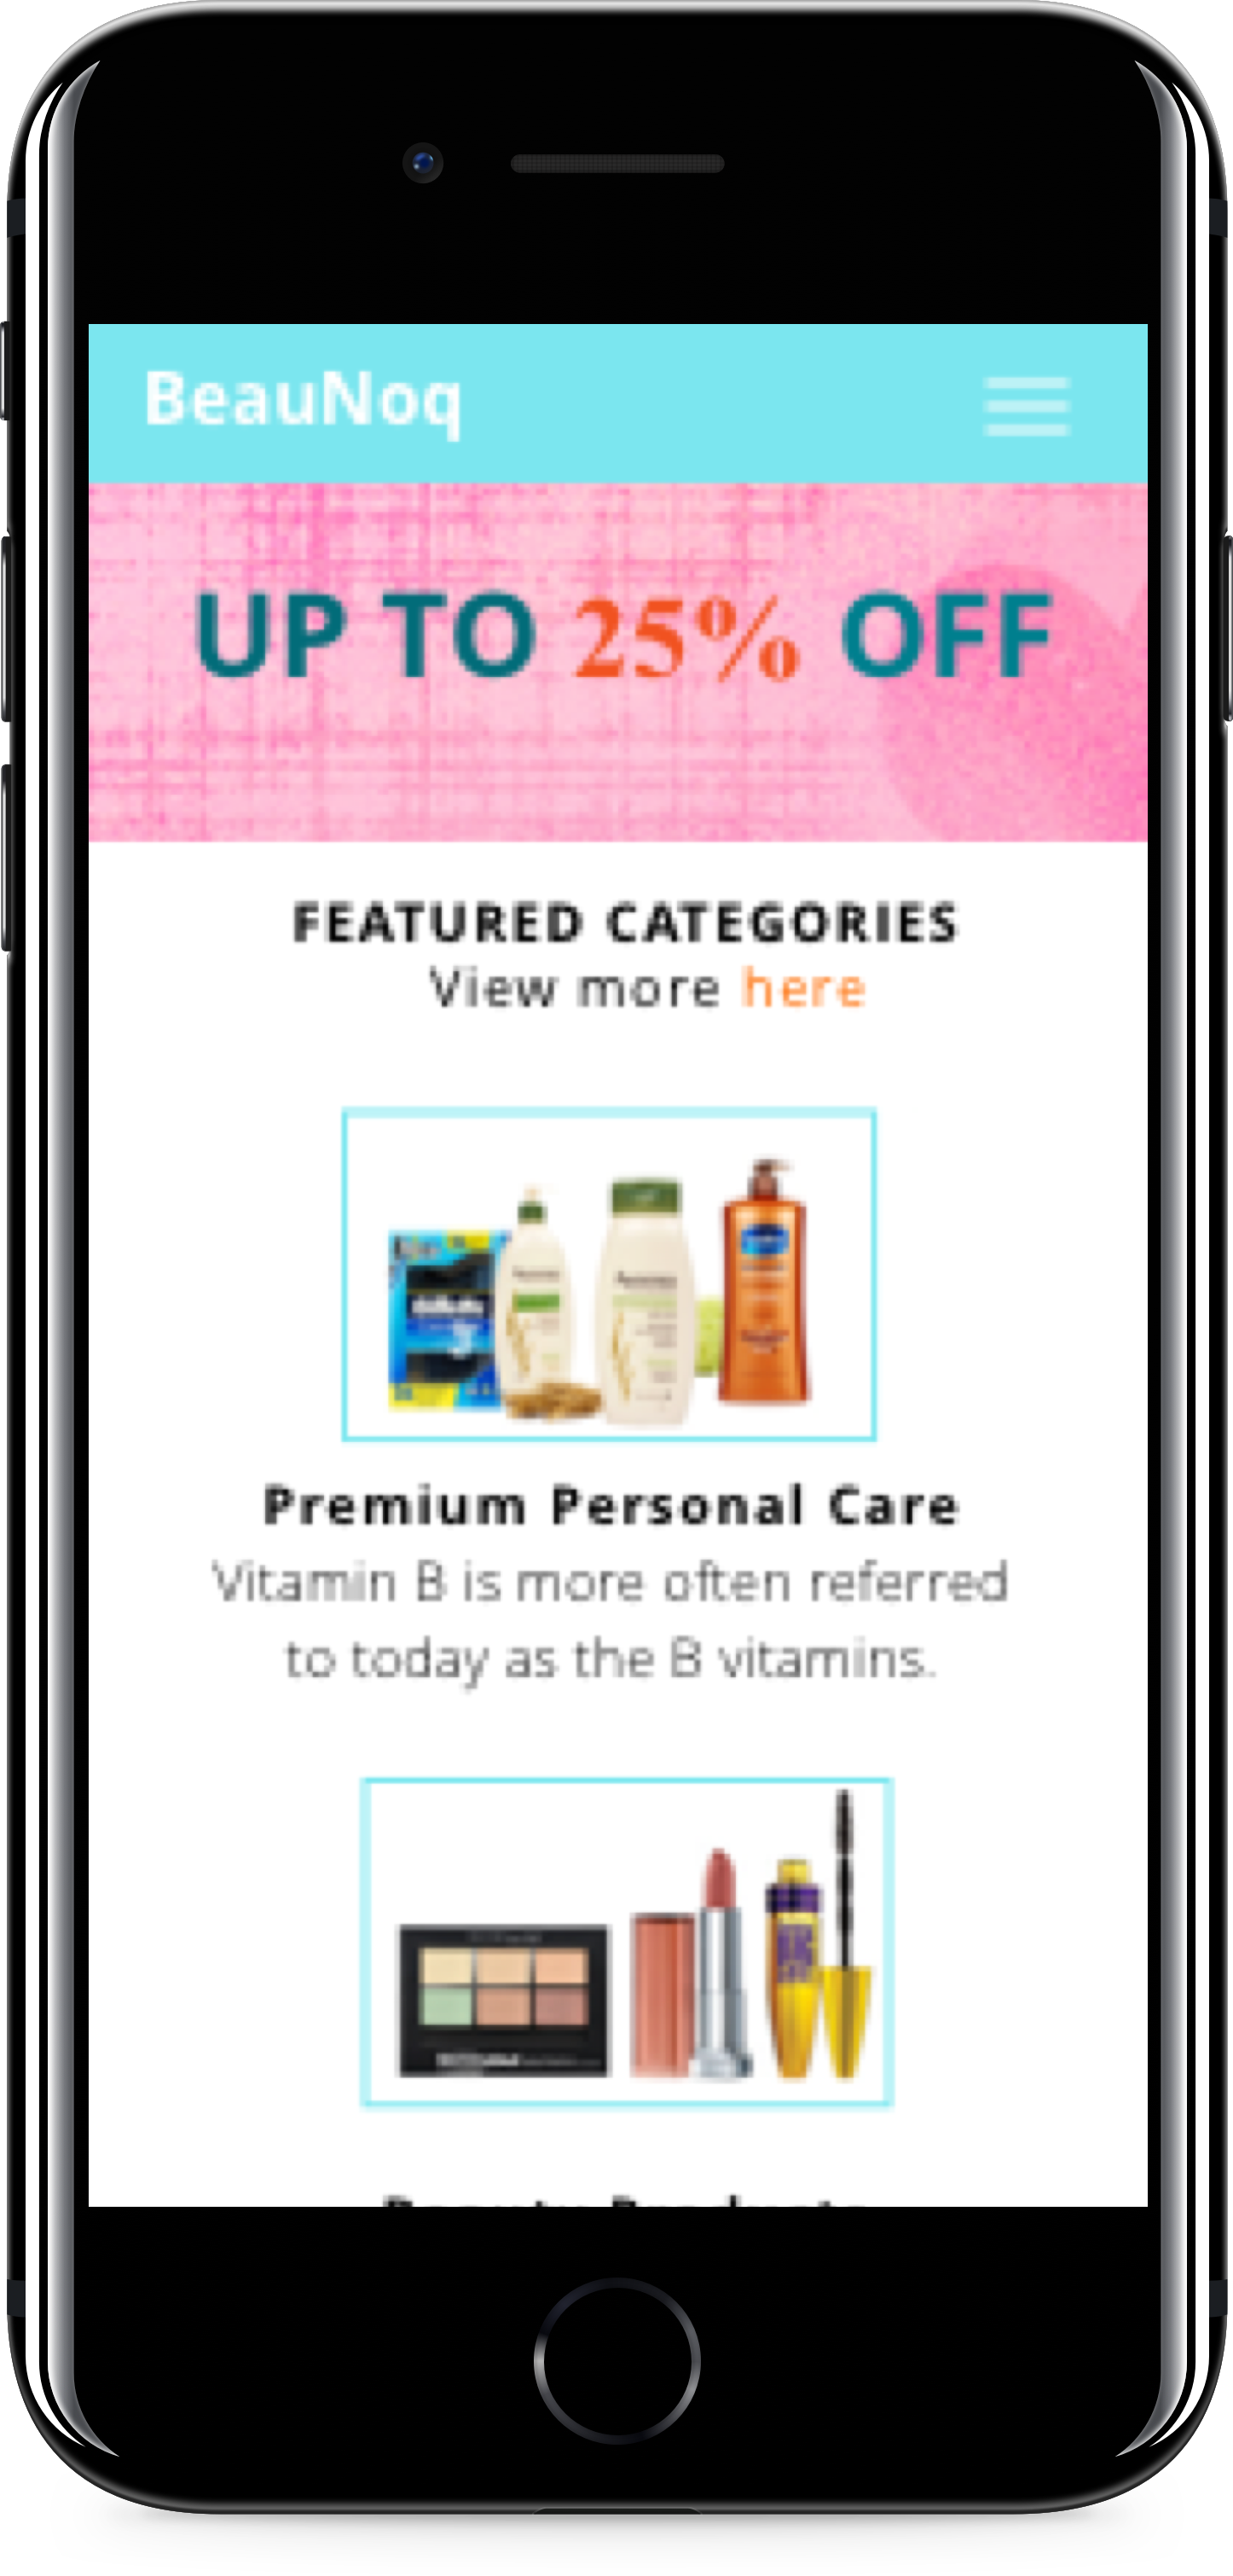 BeauNoq
UP TO 25% OFF
FEATURED CATEGORIES
View more here
Premium Personal Care
Vitamin B is more often referred
to today as the B vitamins.